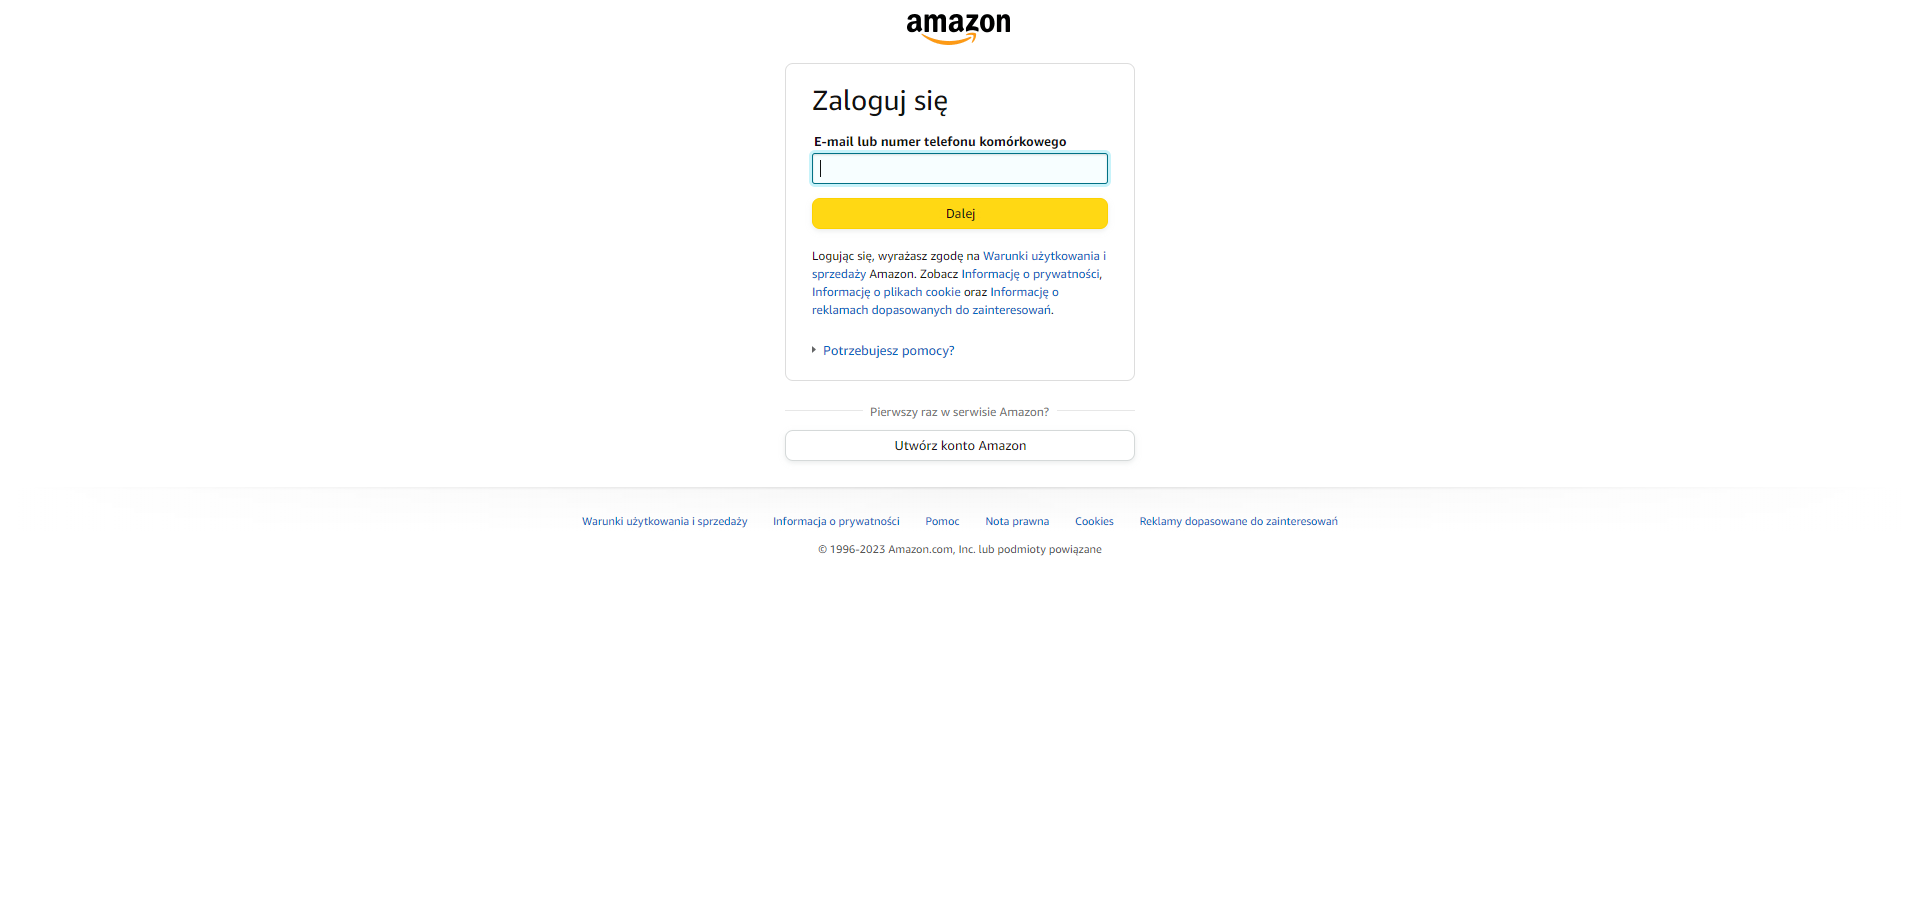 amazon
Zaloguj się
E-mail lub numer telefonu komórkowego
Dalej
Logując się, wyrażasz zgodę na Warunki użytkowania i
sprzedaży Amazon. Zobacz Informację o prywatności,
Informację o plikach cookie oraz Informację o
reklamach dopasowanych do zainteresowań.
Potrzebujesz pomocy?
Pierwszy raz w serwisie Amazon?
Utwórz konto Amazon
Warunki użytkowania i sprzedaży Informacja o prywatności Pomoc Nota prawna Cookies Reklamy dopasowane do zainteresowań
© 1996-2023 Amazon.com, Inc. lub podmioty powiązane